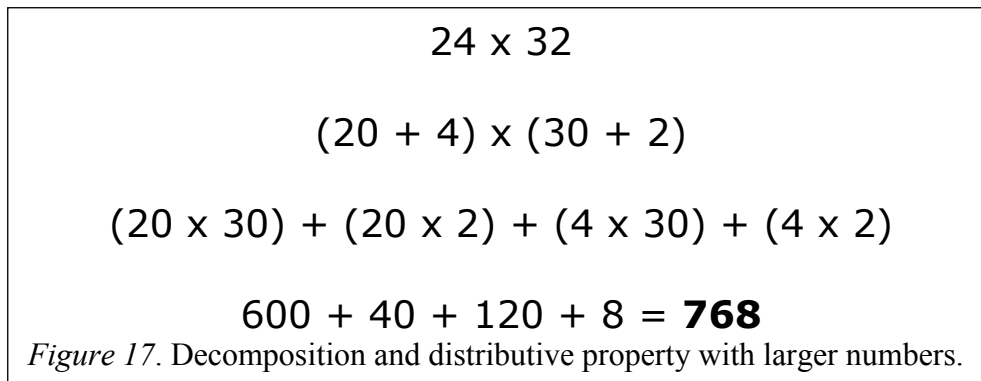 24 x 32
(20 + 4) x (30 + 2)
(20 x 30) + (20 x 2) + (4 x 30) + (4 x 2)
600 + 40 + 120 + 8 = 768
Figure 17. Decomposition and distributive property with larger numbers.